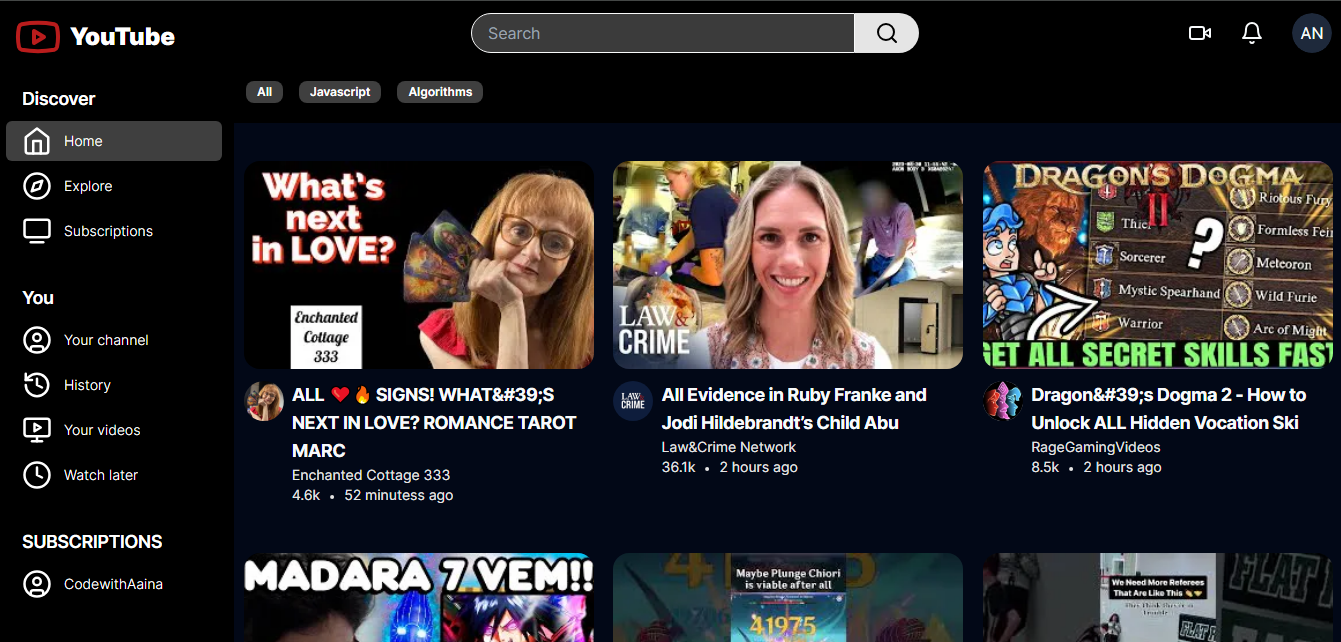 YouTube
Search
AN
Discover
Home
Explore
Subscriptions
You
Your channel
History
Your videos
Watch later
SUBSCRIPTIONS
CodewithAaina
All
Javascript
Algorithms
What's
next
in LOVE?
Enchanted
Cottage
333
ALL ❤️🔥 SIGNS! WHAT&#39;S
NEXT IN LOVE? ROMANCE TAROT
MARC
Enchanted Cottage 333
4.6k • 52 minutess ago
LAW&
CRIME
LAW&
CRIME
All Evidence in Ruby Franke and
Jodi Hildebrandt’s Child Abu
Law&Crime Network
36.1k • 2 hours ago
DRAGON'S DOGMA
II
Thief
Sorcerer
Mystic Spearhand
Warrior
?
Riotous Fury
Formless Fein
Meteoron
Wild Furie
Arc of Might
GET ALL SECRET SKILLS FAST
Dragon&#39;s Dogma 2 - How to
Unlock ALL Hidden Vocation Ski
RageGamingVideos
8.5k • 2 hours ago
MADARA 7 VEM!!
Maybe Plunge Chiori
is viable after all
41975
We Need More Referees
That Are Like This
FLAT